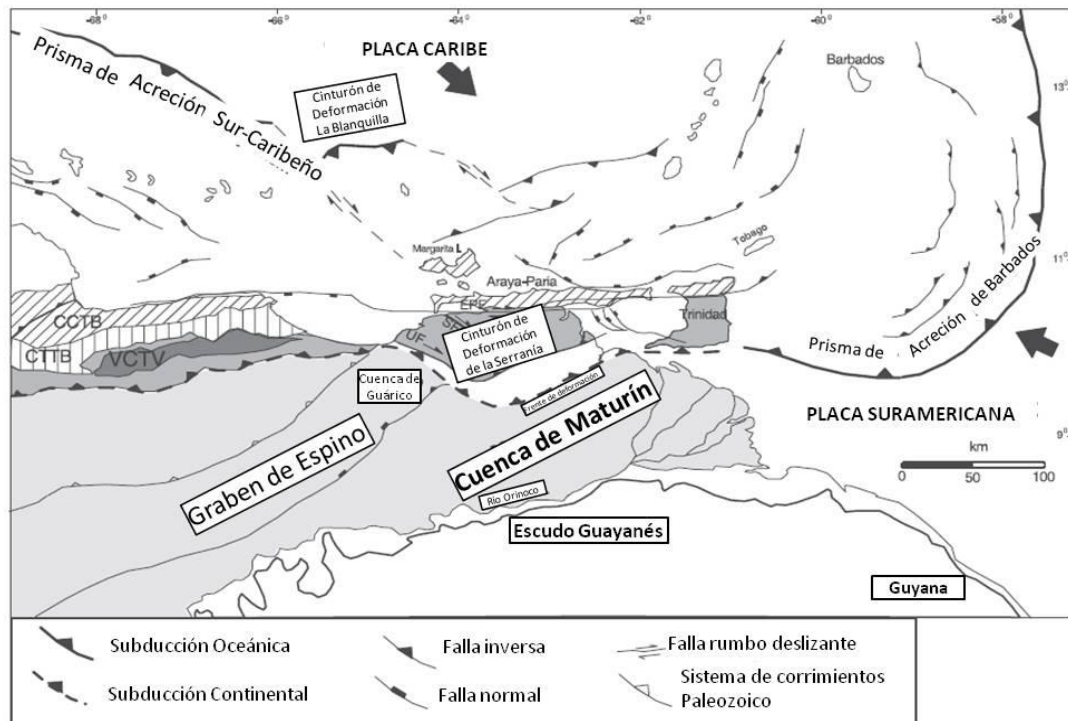 -68°
-64°
-62°
-60°
-58°
PLACA CARIBE
Barbados
13°
Prisma de Acreción Sur-Caribeño
Cinturón de
Deformación
La Blanquilla
Margarita L
Tobago
11°
Araya-Paria
EPF
Trinidad
CCTB
CTTB
VCTV
UF
SF
Cinturón de
Deformación
de la Serranía
Prisma de Acreción de Barbados
Cuenca de
Guárico
Frente de deformación
PLACA SURAMERICANA
Cuenca de Maturín
Graben de Espino
9°
km
0
50
100
Río Orinoco
Escudo Guayanés
Guyana
Subducción Oceánica
Falla inversa
Falla rumbo deslizante
Subducción Continental
Falla normal
Sistema de corrimientos
Paleozoico